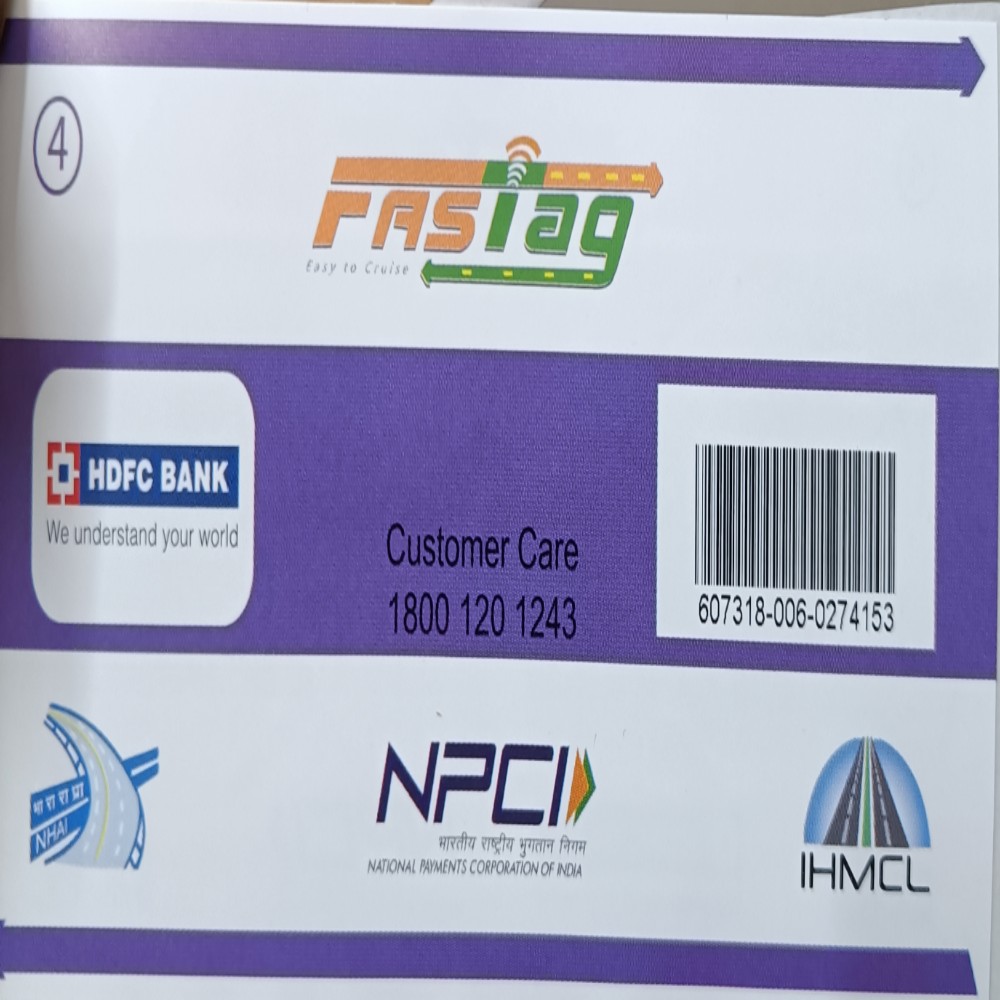 4
FASTag
Easy to Cruise
HDFC BANK
We understand your world
Customer Care
1800 120 1243
607318-006-0274153
भा रा रा प्रा
NHAI
NPCI
भारतीय राष्ट्रीय भुगतान निगम
NATIONAL PAYMENTS CORPORATION OF INDIA
IHMCL